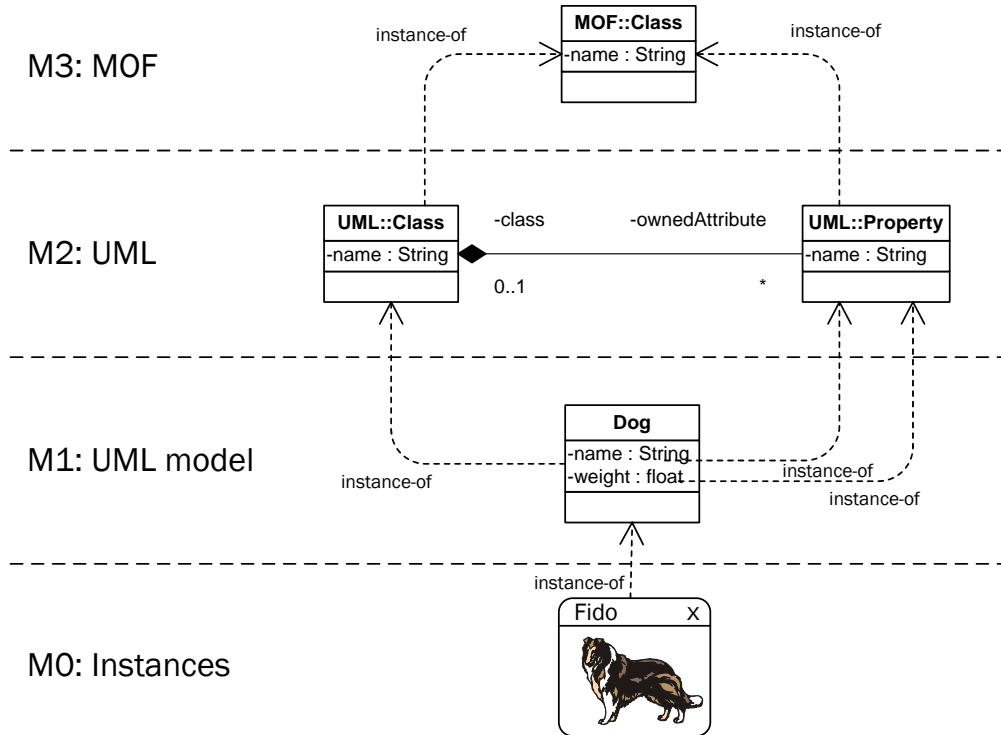 MOF::Class
-name : String
instance-of
instance-of
M3: MOF
UML::Class
-name : String
-class
-ownedAttribute
0..1
*
UML::Property
-name : String
M2: UML
Dog
-name : String
-weight : float
instance-of
instance-of
instance-of
M1: UML model
instance-of
Fido X
M0: Instances